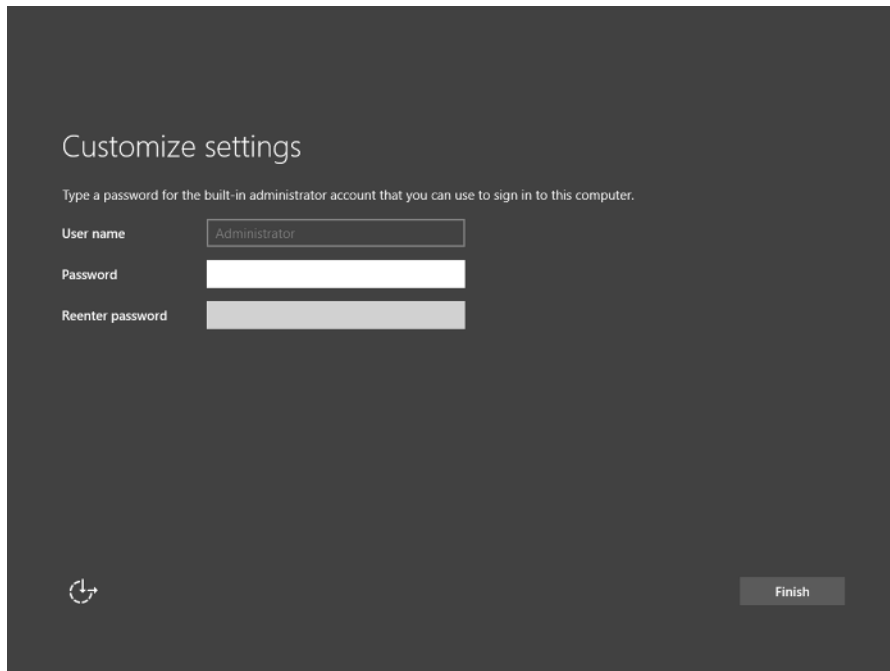 Customize settings
Type a password for the built-in administrator account that you can use to sign in to this computer.
User name Administrator
Password
Reenter password
Finish